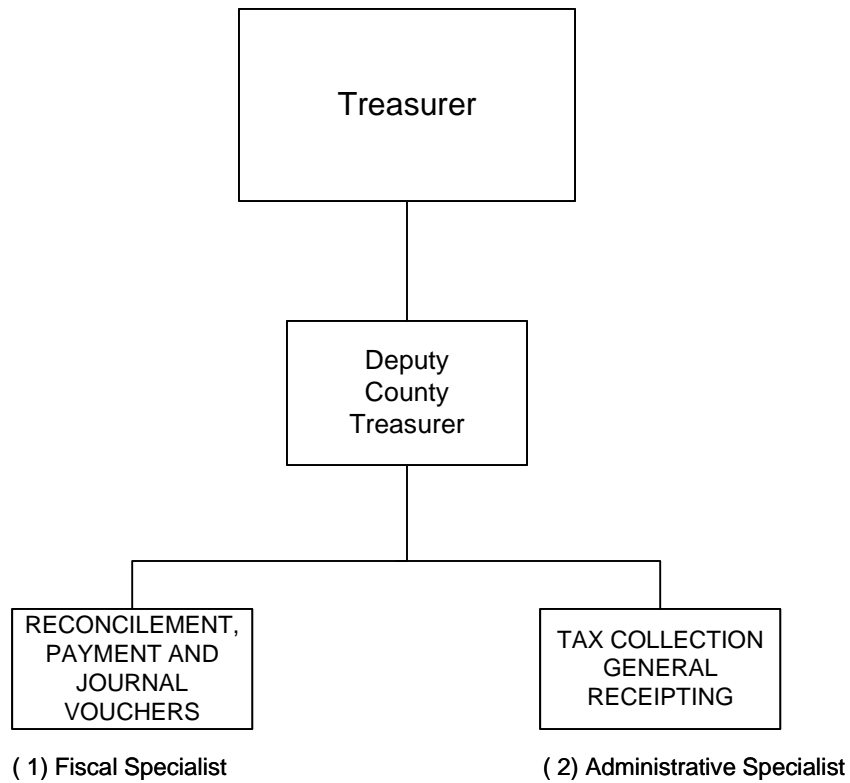 Treasurer
Deputy
County
Treasurer
RECONCILEMENT,
PAYMENT AND
JOURNAL
VOUCHERS
TAX COLLECTION
GENERAL
RECEIPTING
( 1) Fiscal Specialist
( 2) Administrative Specialist